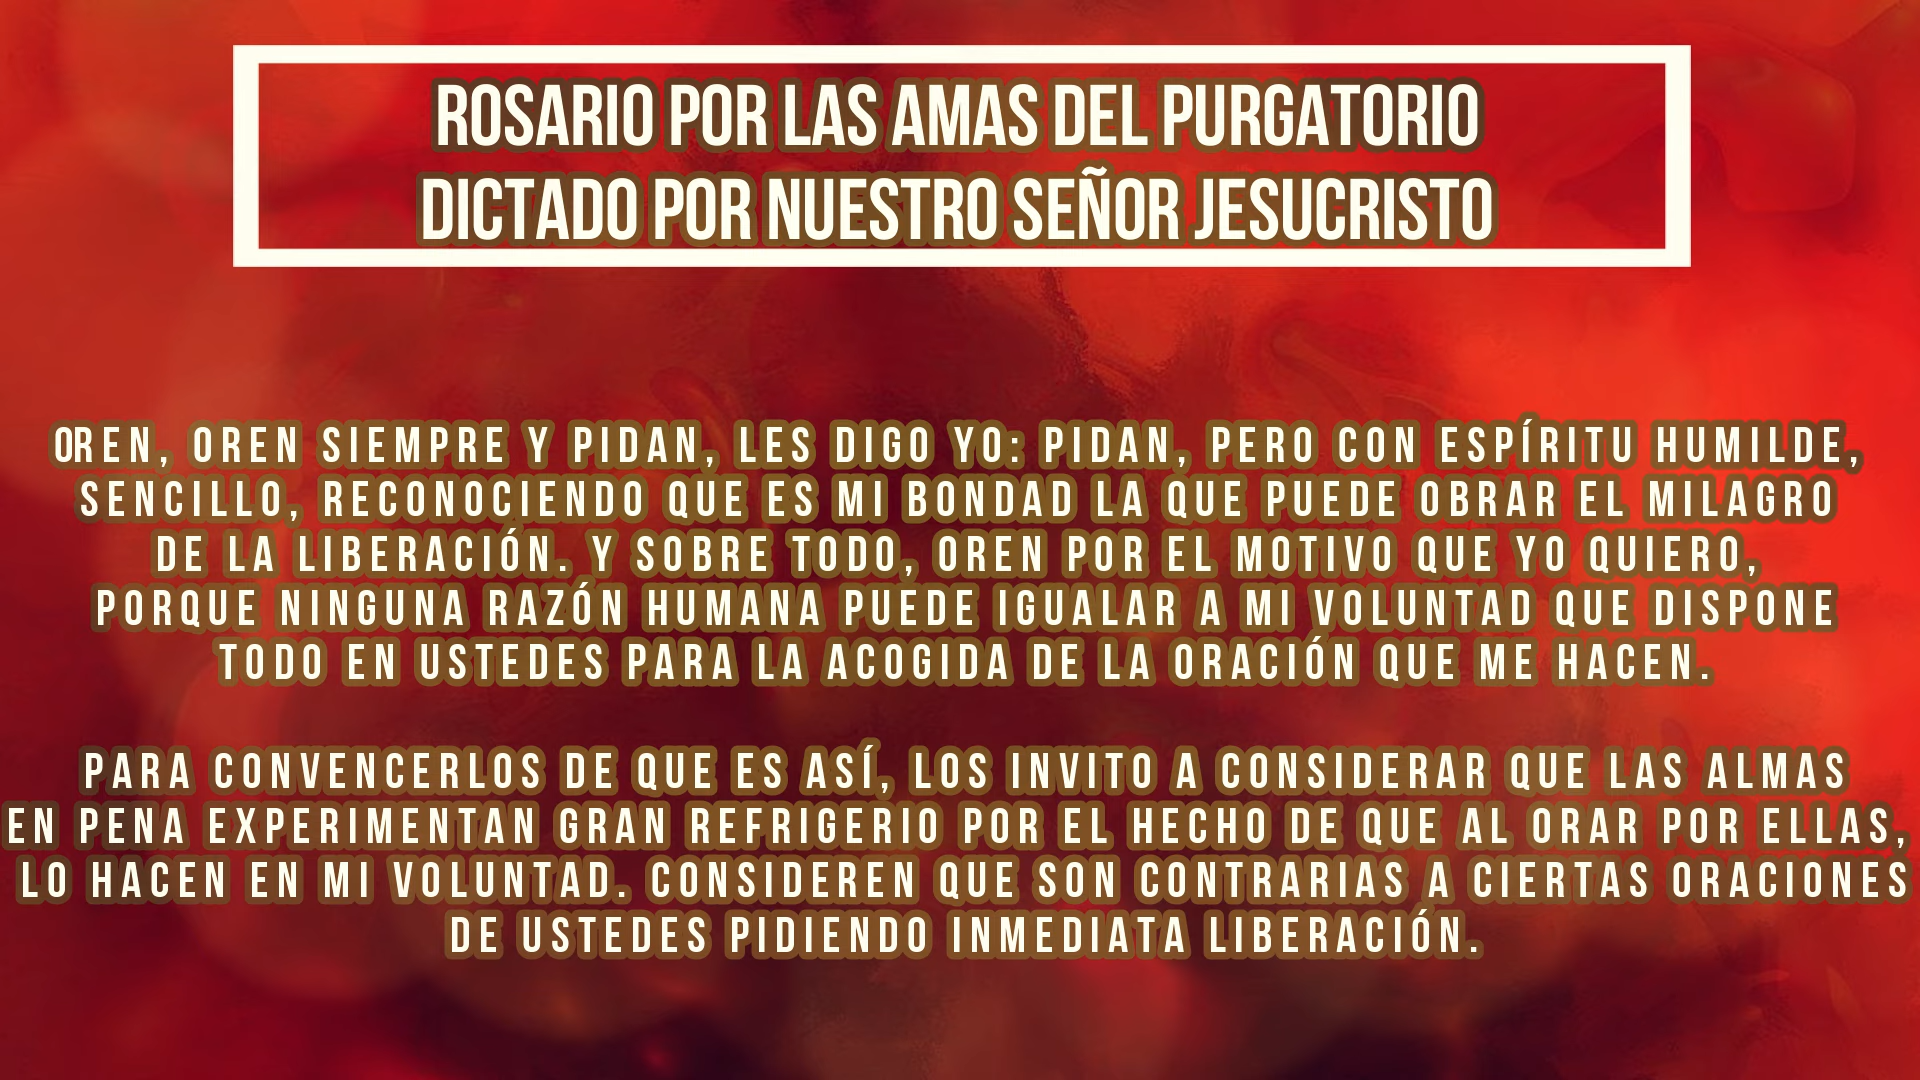 ROSARIO POR LAS AMAS DEL PURGATORIO
DICTADO POR NUESTRO SEÑOR JESUCRISTO
OREN, OREN SIEMPRE Y PIDAN, LES DIGO YO: PIDAN, PERO CON ESPÍRITU HUMILDE,
SENCILLO, RECONOCIENDO QUE ES MI BONDAD LA QUE PUEDE OBRAR EL MILAGRO
DE LA LIBERACIÓN. Y SOBRE TODO, OREN POR EL MOTIVO QUE YO QUIERO,
PORQUE NINGUNA RAZÓN HUMANA PUEDE IGUALAR A MI VOLUNTAD QUE DISPONE
TODO EN USTEDES PARA LA ACOGIDA DE LA ORACIÓN QUE ME HACEN.
PARA CONVENCERLOS DE QUE ES ASÍ, LOS INVITO A CONSIDERAR QUE LAS ALMAS
EN PENA EXPERIMENTAN GRAN REFRIGERIO POR EL HECHO DE QUE AL ORAR POR ELLAS,
LO HACEN EN MI VOLUNTAD. CONSIDEREN QUE SON CONTRARIAS A CIERTAS ORACIONES
DE USTEDES PIDIENDO INMEDIATA LIBERACIÓN.